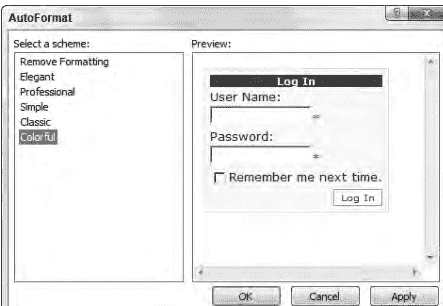 AutoFormat
?
Select a scheme:
Remove Formatting
Elegant
Professional
Simple
Classic
Colorful
Preview:
Log In
User Name:
*
Password:
*
Remember me next time.
Log In
OK
Cancel
Apply